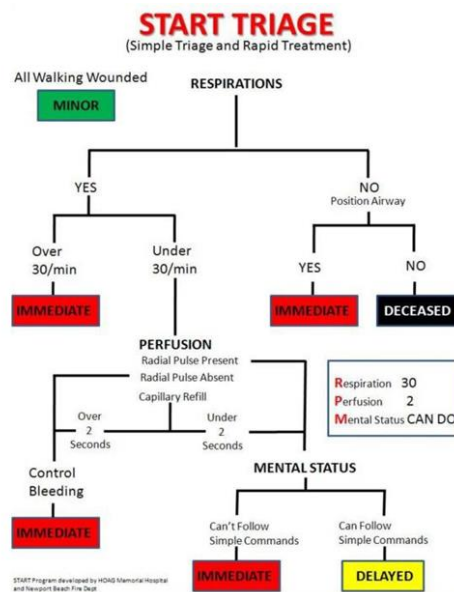 START TRIAGE
(Simple Triage and Rapid Treatment)
All Walking Wounded
MINOR
RESPIRATIONS
YES
NO
Position Airway
Over
30/min
Under
30/min
YES
NO
IMMEDIATE
IMMEDIATE
DECEASED
PERFUSION
Radial Pulse Present
Radial Pulse Absent
Capillary Refill
Respiration 30
Perfusion 2
Mental Status CAN DO
Over
2
Seconds
Under
2
Seconds
Control
Bleeding
IMMEDIATE
MENTAL STATUS
Can't Follow
Simple Commands
Can Follow
Simple Commands
IMMEDIATE
DELAYED
START Program developed by HOAG Memorial Hospital
and Newport Beach Fire Dept